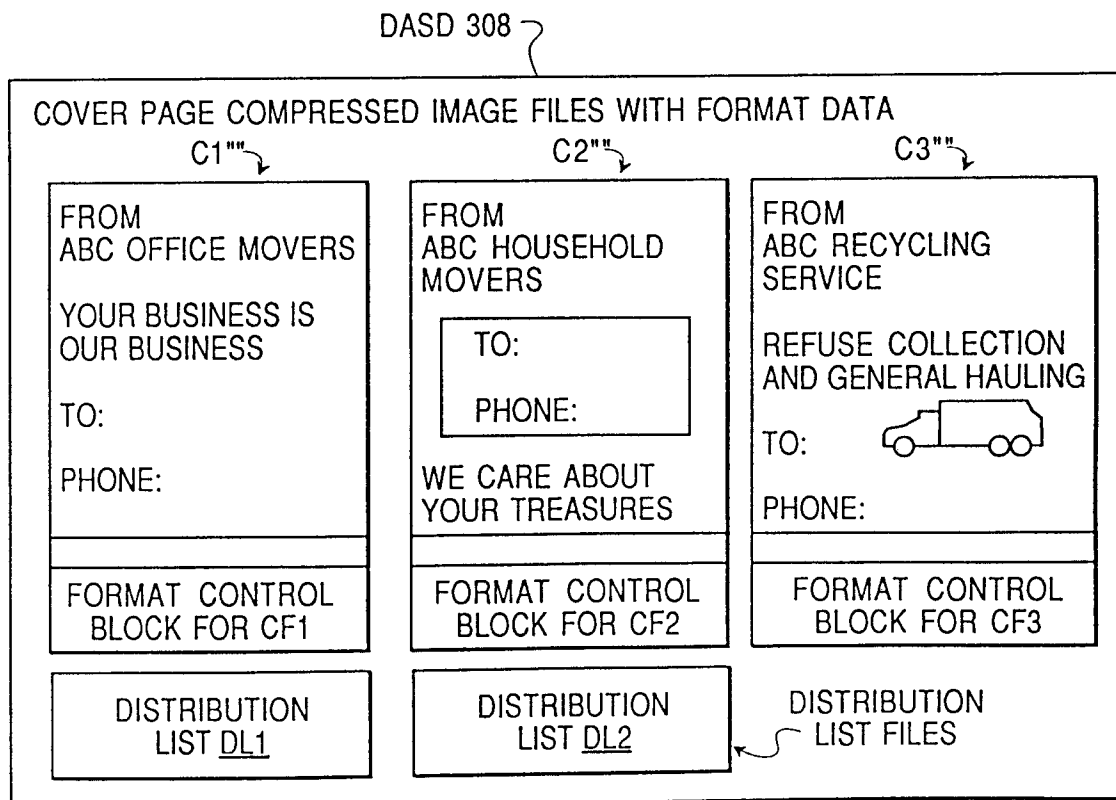 DASD 308
COVER PAGE COMPRESSED IMAGE FILES WITH FORMAT DATA
C1""
FROM
ABC OFFICE MOVERS
YOUR BUSINESS IS
OUR BUSINESS
TO:
PHONE:
FORMAT CONTROL
BLOCK FOR CF1
C2""
FROM
ABC HOUSEHOLD
MOVERS
TO:
PHONE:
WE CARE ABOUT
YOUR TREASURES
FORMAT CONTROL
BLOCK FOR CF2
C3""
FROM
ABC RECYCLING
SERVICE
REFUSE COLLECTION
AND GENERAL HAULING
TO:
PHONE:
FORMAT CONTROL
BLOCK FOR CF3
DISTRIBUTION
LIST DL1
DISTRIBUTION
LIST DL2
DISTRIBUTION
LIST FILES